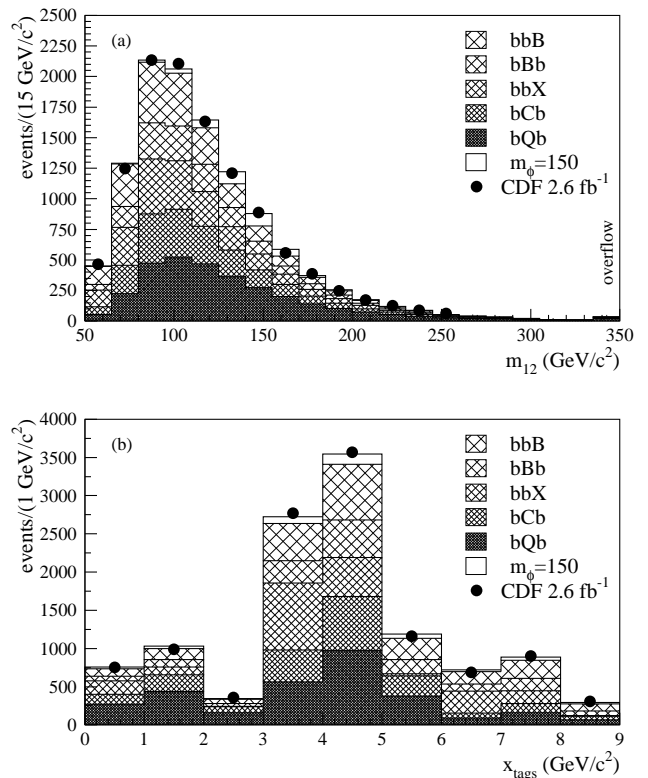 (a)
events/(15 GeV/c²)
2500
2250
2000
1750
1500
1250
1000
750
500
250
0
bbB
bBb
bbX
bCb
bQb
m_ϕ=150
CDF 2.6 fb⁻¹
overflow
50 100 150 200 250 300 350
m₁₂ (GeV/c²)
(b)
events/(1 GeV/c²)
4000
3500
3000
2500
2000
1500
1000
500
0
bbB
bBb
bbX
bCb
bQb
m_ϕ=150
CDF 2.6 fb⁻¹
0 1 2 3 4 5 6 7 8 9
x_tags (GeV/c²)